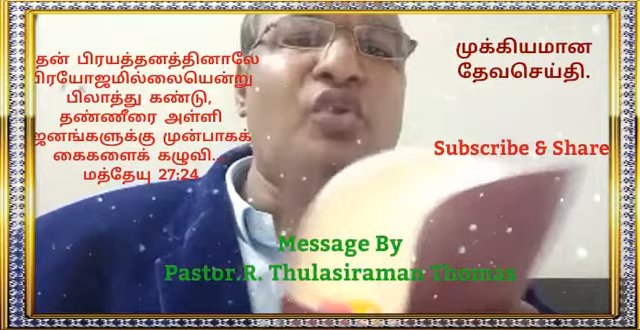 தன் பிரயத்தனத்தினாலே
பிரயோஜமில்லையென்று
பிலாத்து கண்டு,
தண்ணீரை அள்ளி
ஜனங்களுக்கு முன்பாகக்
கைகளைக் கழுவி..
மத்தேயு 27:24
முக்கியமான
தேவசெய்தி.
Subscribe & Share
Message By
Pastor.R. Thulasiraman Thomas